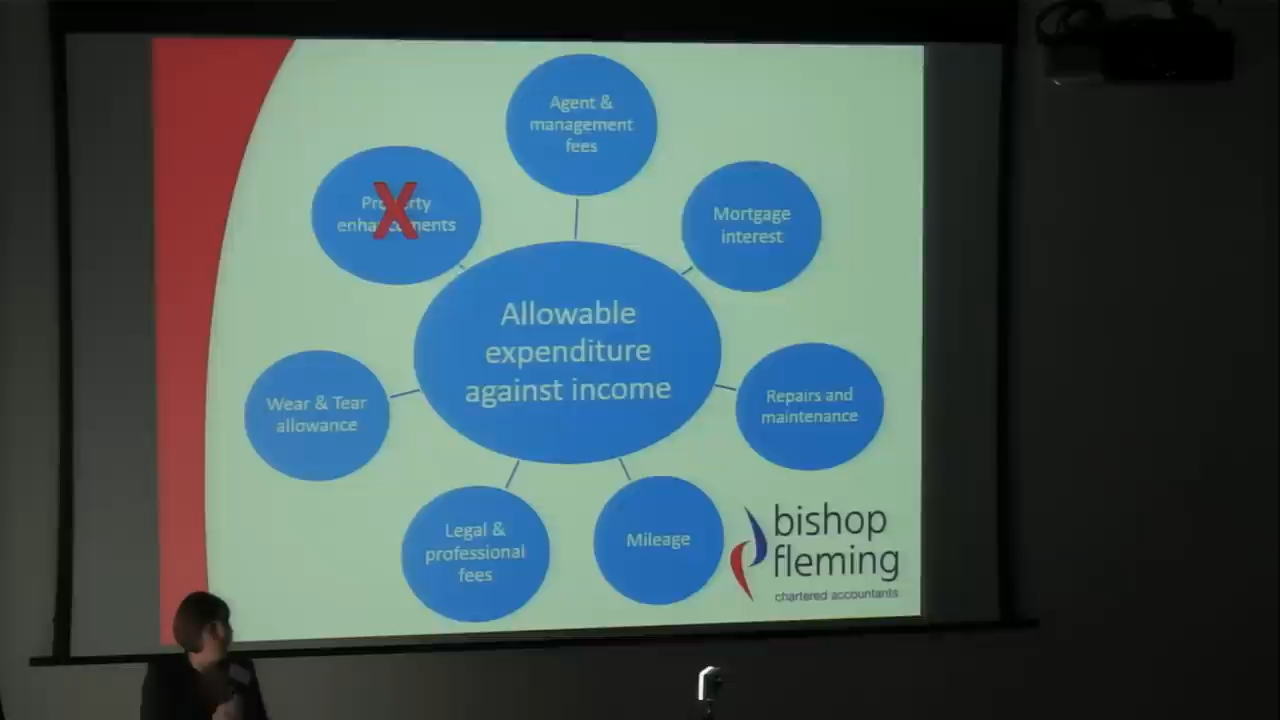 Agent &
management
fees
Mortgage
interest
Repairs and
maintenance
Mileage
Legal &
professional
fees
Wear & Tear
allowance
Property
enhancements
X
Allowable
expenditure
against income
bishop
fleming
chartered accountants